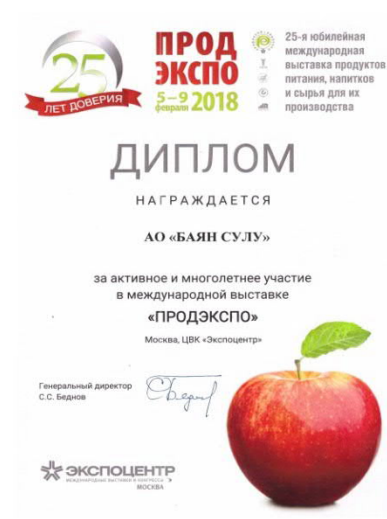 25
ЛЕТ ДОВЕРИЯ
ПРОД
ЭКСПО
5–9
февраля 2018
25-я юбилейная
международная
выставка продуктов
питания, напитков
и сырья для их
производства
ДИПЛОМ
НАГРАЖДАЕТСЯ
АО «БАЯН СУЛУ»
за активное и многолетнее участие
в международной выставке
«ПРОДЭКСПО»
Москва, ЦВК «Экспоцентр»
Генеральный директор
С.С. Беднов
ЭКСПОЦЕНТР
МЕЖДУНАРОДНЫЕ ВЫСТАВКИ И КОНГРЕССЫ
МОСКВА